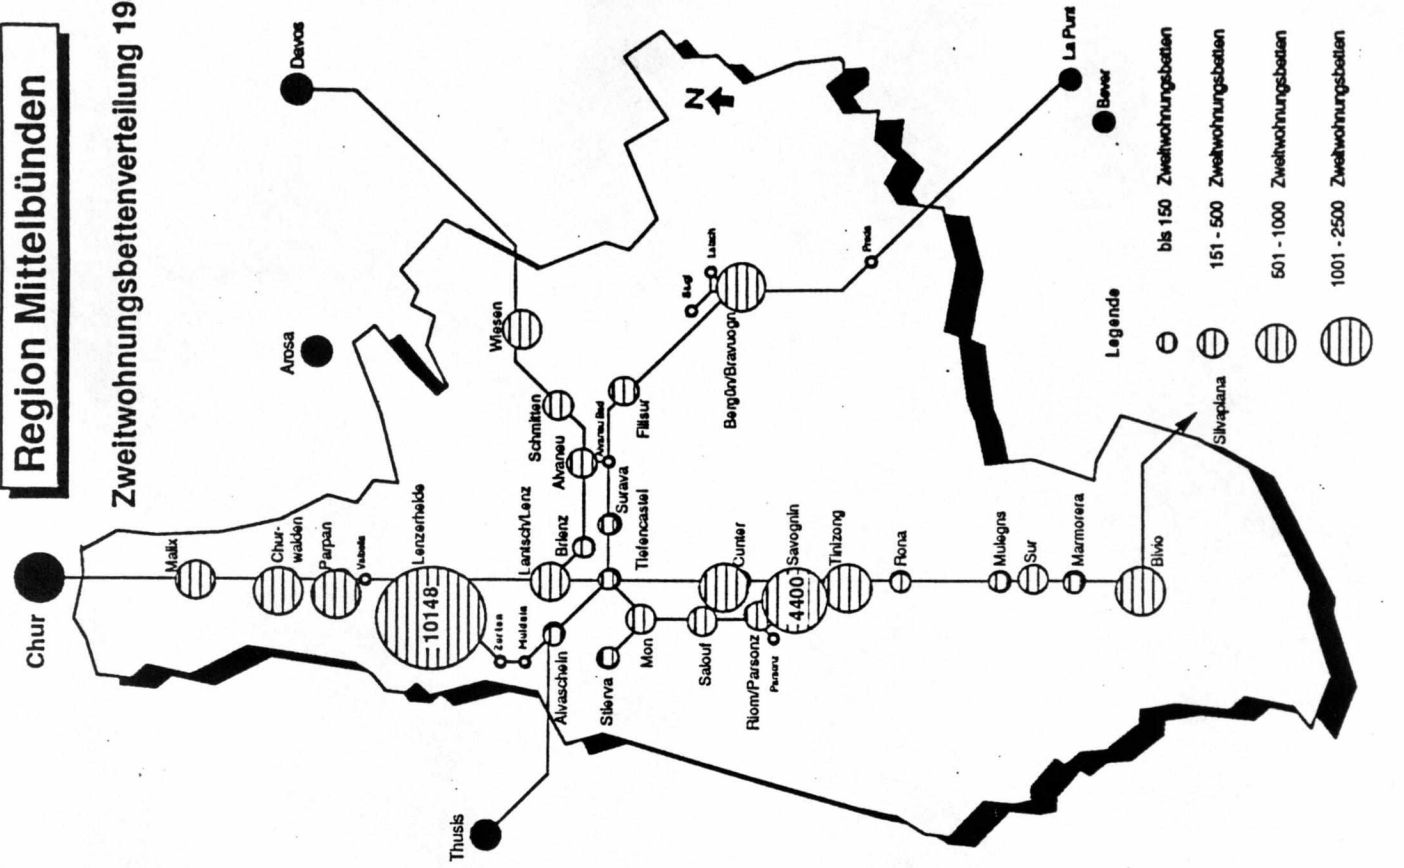 Region Mittelbünden
Zweitwohnungsbettenverteilung 19
Chur
Arosa
Davos
Thusis
N
La Punt
Bever
Silvaplana
Malix
Chur-
walden
Parpan
Valbella
Lenzerheide
10148
Zorten
Muldain
Lantsch/Lenz
Brienz
Alvaneu
Alvaneu Bad
Schmitten
Wiesen
Surava
Filisur
Tiefencastel
Alvaschein
Stierva
Mon
Salouf
Riom/Parsonz
Parsonz
Cunter
Savognin
4400
Tinizong
Rona
Mulegns
Sur
Marmorera
Bivio
Bergün/Bravuogn
Stugl
Latsch
Preda
Legende
bis 150 Zweitwohnungsbetten
151 - 500 Zweitwohnungsbetten
501 - 1000 Zweitwohnungsbetten
1001 - 2500 Zweitwohnungsbetten